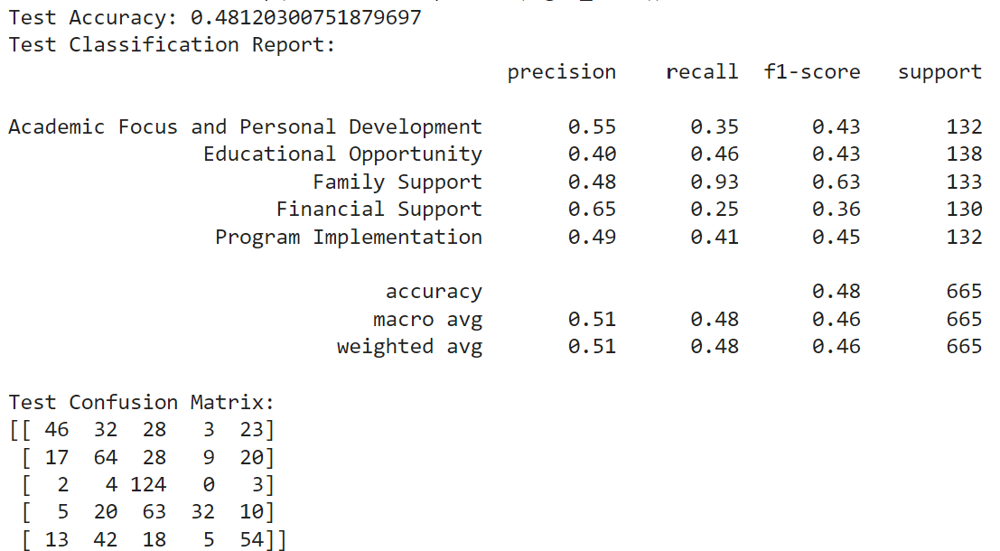 Test Accuracy: 0.48120300751879697
Test Classification Report:
precision recall f1-score support
Academic Focus and Personal Development 0.55 0.35 0.43 132
Educational Opportunity 0.40 0.46 0.43 138
Family Support 0.48 0.93 0.63 133
Financial Support 0.65 0.25 0.36 130
Program Implementation 0.49 0.41 0.45 132
accuracy 0.48 665
macro avg 0.51 0.48 0.46 665
weighted avg 0.51 0.48 0.46 665
Test Confusion Matrix:
[[ 46 32 28 3 23]
[ 17 64 28 9 20]
[ 2 4 124 0 3]
[ 5 20 63 32 10]
[ 13 42 18 5 54]]